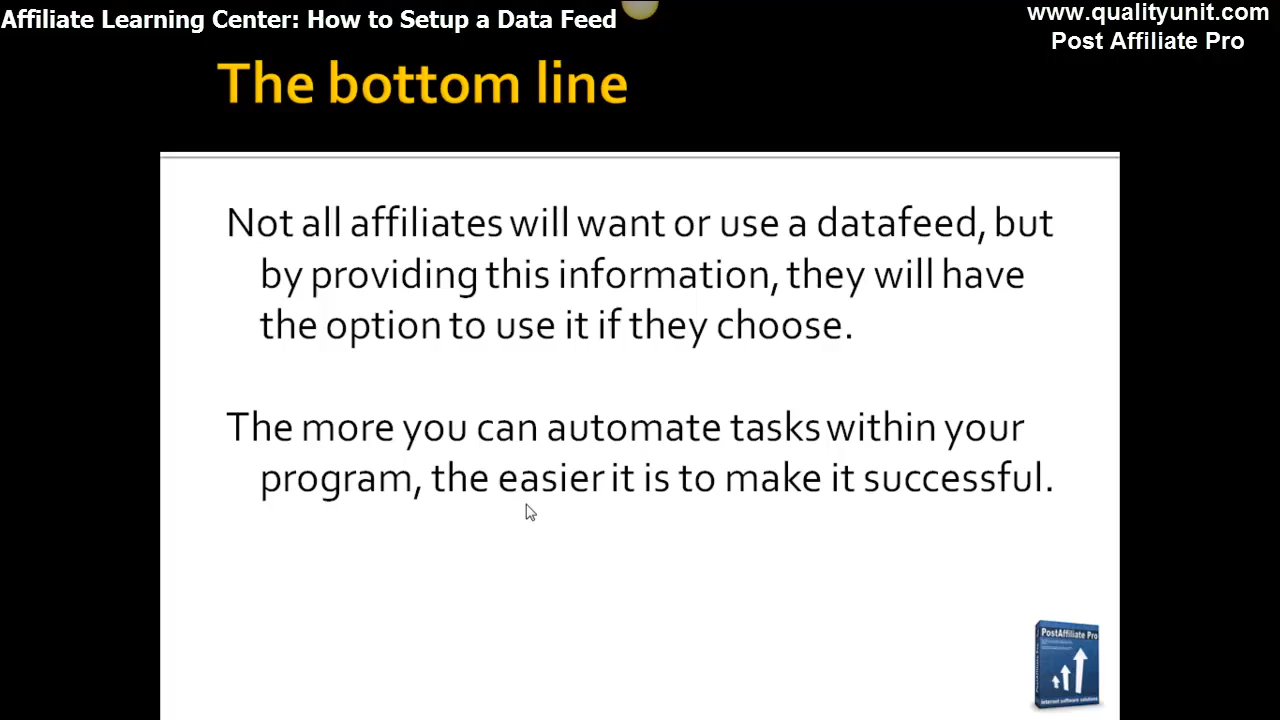 Affiliate Learning Center: How to Setup a Data Feed
www.qualityunit.com
Post Affiliate Pro
The bottom line
Not all affiliates will want or use a datafeed, but
by providing this information, they will have
the option to use it if they choose.
The more you can automate tasks within your
program, the easier it is to make it successful.
PostAffiliate Pro
Internet software solutions